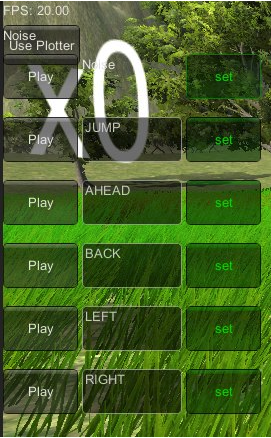 FPS: 20.00
Noise
Use Plotter
X0
Play Noise set
Play JUMP set
Play AHEAD set
Play BACK set
Play LEFT set
Play RIGHT set